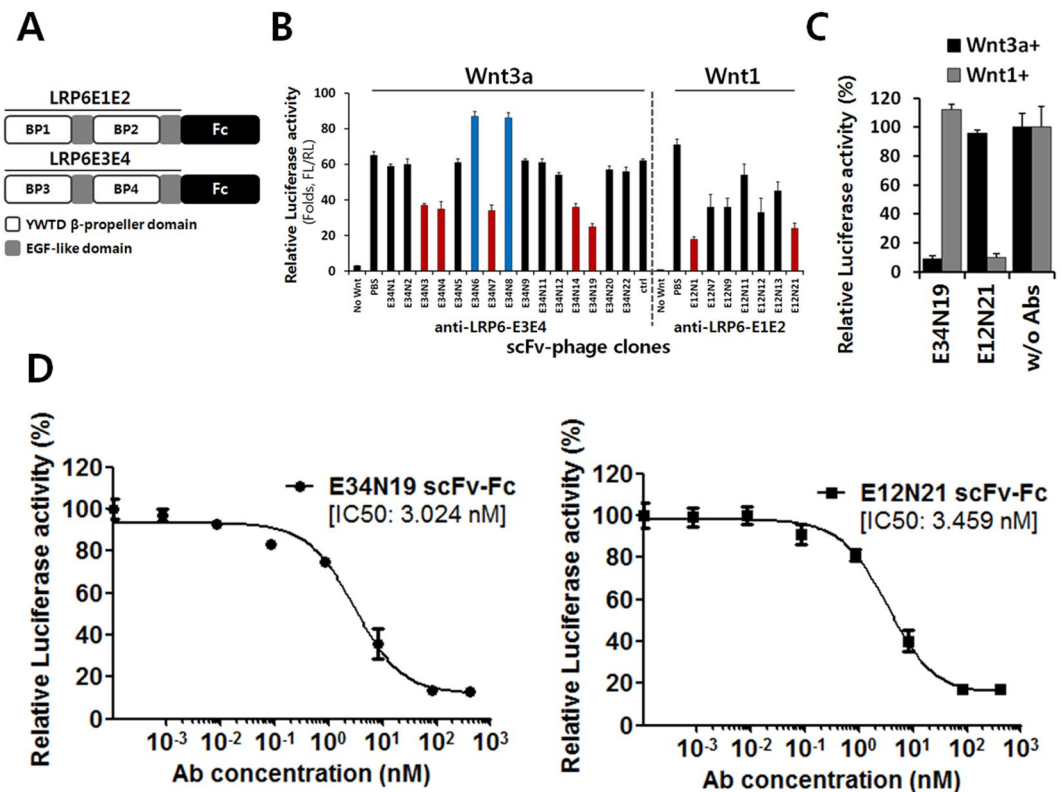 A
LRP6E1E2
BP1 BP2 Fc
LRP6E3E4
BP3 BP4 Fc
YWTD β-propeller domain
EGF-like domain
B
Wnt3a Wnt1
Relative Luciferase activity
(Folds, FL/RL)
100
80
60
40
20
0
No Wnt
PBS
E34N1
E34N2
E34N3
E34N4
E34N5
E34N6
E34N7
E34N8
E34N9
E34N11
E34N12
E34N14
E34N19
E34N20
E34N22
ctrl
No Wnt
PBS
E12N1
E12N7
E12N9
E12N11
E12N12
E12N13
E12N21
anti-LRP6-E3E4 anti-LRP6-E1E2
scFv-phage clones
C
Wnt3a+
Wnt1+
Relative Luciferase activity (%)
120
100
80
60
40
20
0
E34N19
E12N21
w/o Abs
D
Relative Luciferase activity (%)
120
100
80
60
40
20
0
E34N19 scFv-Fc
[IC50: 3.024 nM]
10-3 10-2 10-1 100 101 102 103
Ab concentration (nM)
Relative Luciferase activity (%)
120
100
80
60
40
20
0
E12N21 scFv-Fc
[IC50: 3.459 nM]
10-3 10-2 10-1 100 101 102 103
Ab concentration (nM)